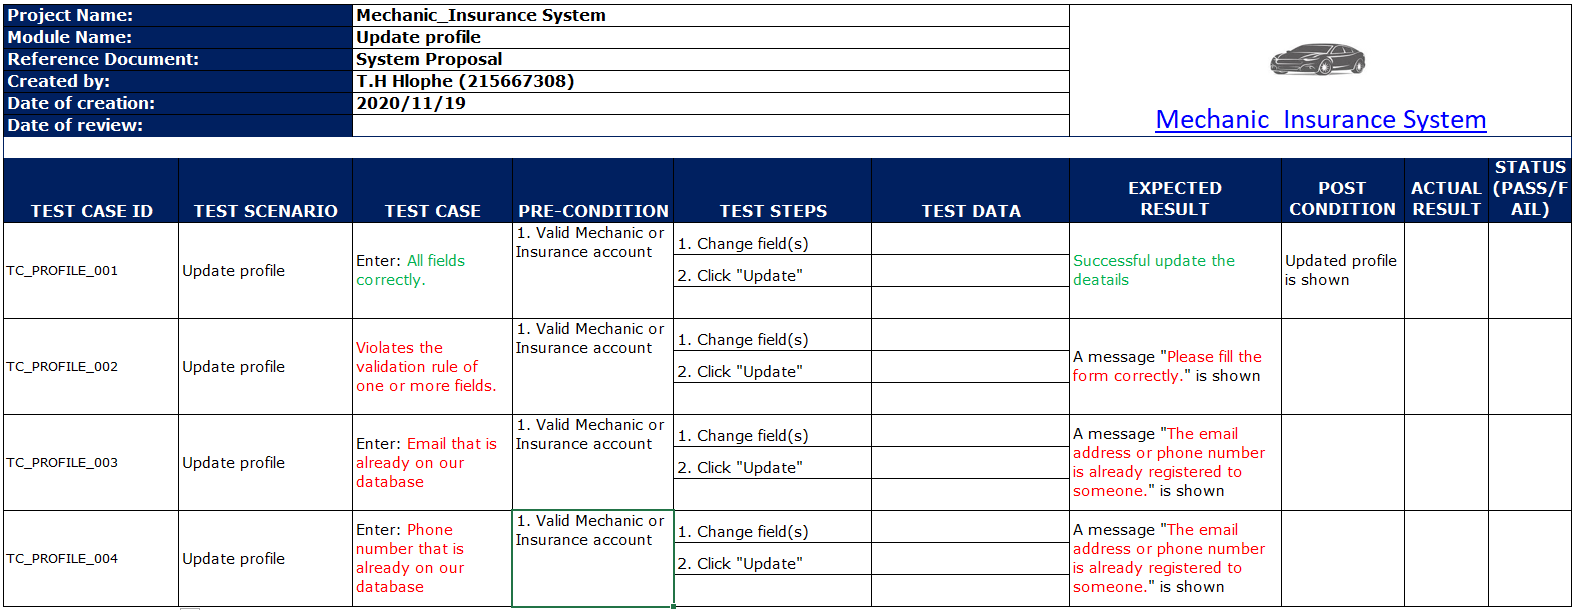 Project Name: Mechanic_Insurance System
Module Name: Update profile
Reference Document: System Proposal
Created by: T.H Hlophe (215667308)
Date of creation: 2020/11/19
Date of review:
Mechanic Insurance System
TEST CASE ID
TEST SCENARIO
TEST CASE
PRE-CONDITION
TEST STEPS
TEST DATA
EXPECTED
RESULT
POST
CONDITION
ACTUAL
RESULT
STATUS
(PASS/F
AIL)
TC_PROFILE_001
Update profile
Enter: All fields
correctly.
1. Valid Mechanic or
Insurance account
1. Change field(s)
2. Click "Update"
Successful update the
deatails
Updated profile
is shown
TC_PROFILE_002
Update profile
Violates the
validation rule of
one or more fields.
1. Valid Mechanic or
Insurance account
1. Change field(s)
2. Click "Update"
A message "Please fill the
form correctly." is shown
TC_PROFILE_003
Update profile
Enter: Email that is
already on our
database
1. Valid Mechanic or
Insurance account
1. Change field(s)
2. Click "Update"
A message "The email
address or phone number
is already registered to
someone." is shown
TC_PROFILE_004
Update profile
Enter: Phone
number that is
already on our
database
1. Valid Mechanic or
Insurance account
1. Change field(s)
2. Click "Update"
A message "The email
address or phone number
is already registered to
someone." is shown